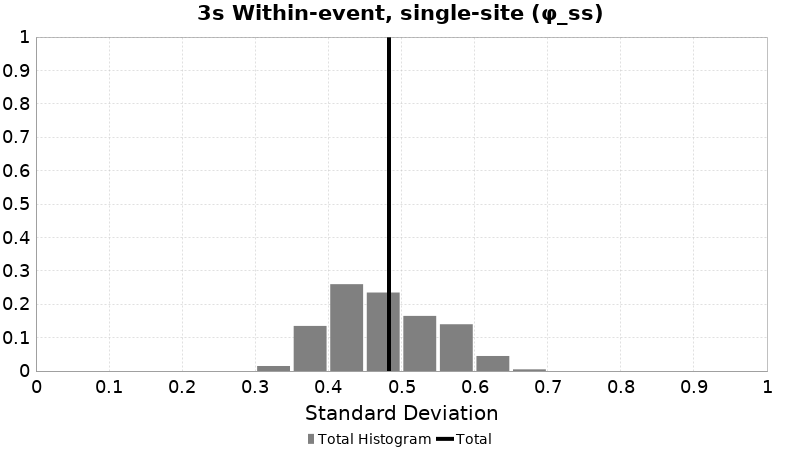 3s Within-event, single-site (φ_ss)
1
0.9
0.8
0.7
0.6
0.5
0.4
0.3
0.2
0.1
0
0 0.1 0.2 0.3 0.4 0.5 0.6 0.7 0.8 0.9 1
Standard Deviation
Total Histogram Total